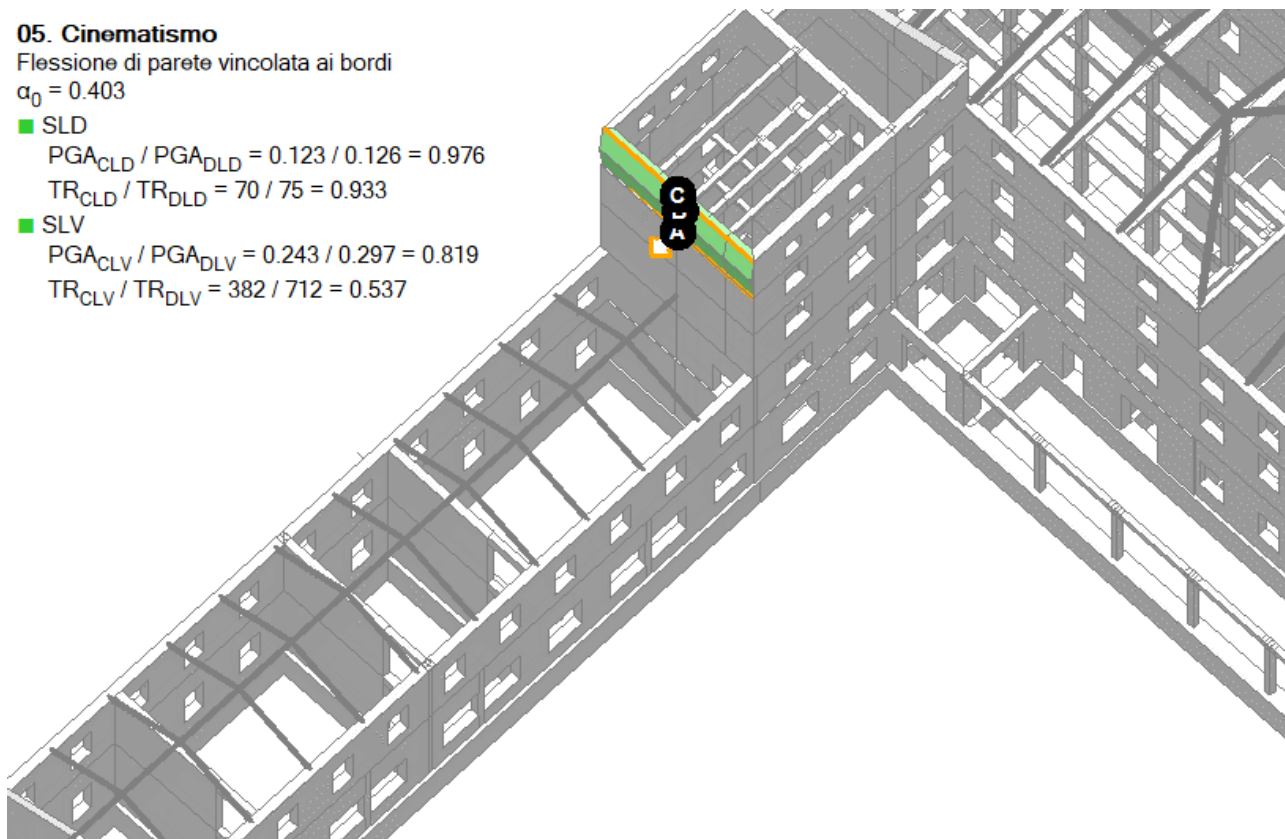 05. Cinematismo
Flessione di parete vincolata ai bordi
α0 = 0.403
SLD
PGACLD / PGADLD = 0.123 / 0.126 = 0.976
TRCLD / TRDLD = 70 / 75 = 0.933
SLV
PGACLV / PGADLV = 0.243 / 0.297 = 0.819
TRCLV / TRDLV = 382 / 712 = 0.537
C
A